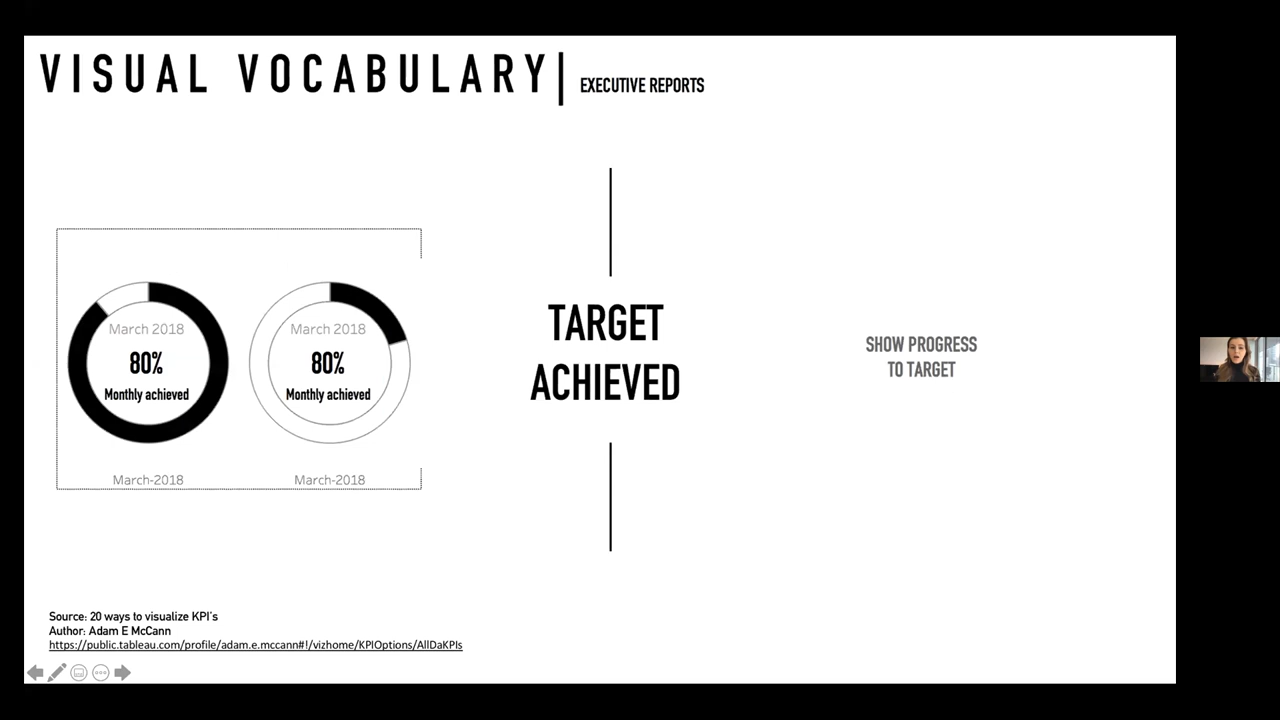 VISUAL VOCABULARY| EXECUTIVE REPORTS
March 2018
80%
Monthly achieved
March-2018
March 2018
80%
Monthly achieved
March-2018
TARGET
ACHIEVED
SHOW PROGRESS
TO TARGET
Source: 20 ways to visualize KPI's
Author: Adam E McCann
https://public.tableau.com/profile/adam.e.mccann#!/vizhome/KPIOptions/AllDaKPIs